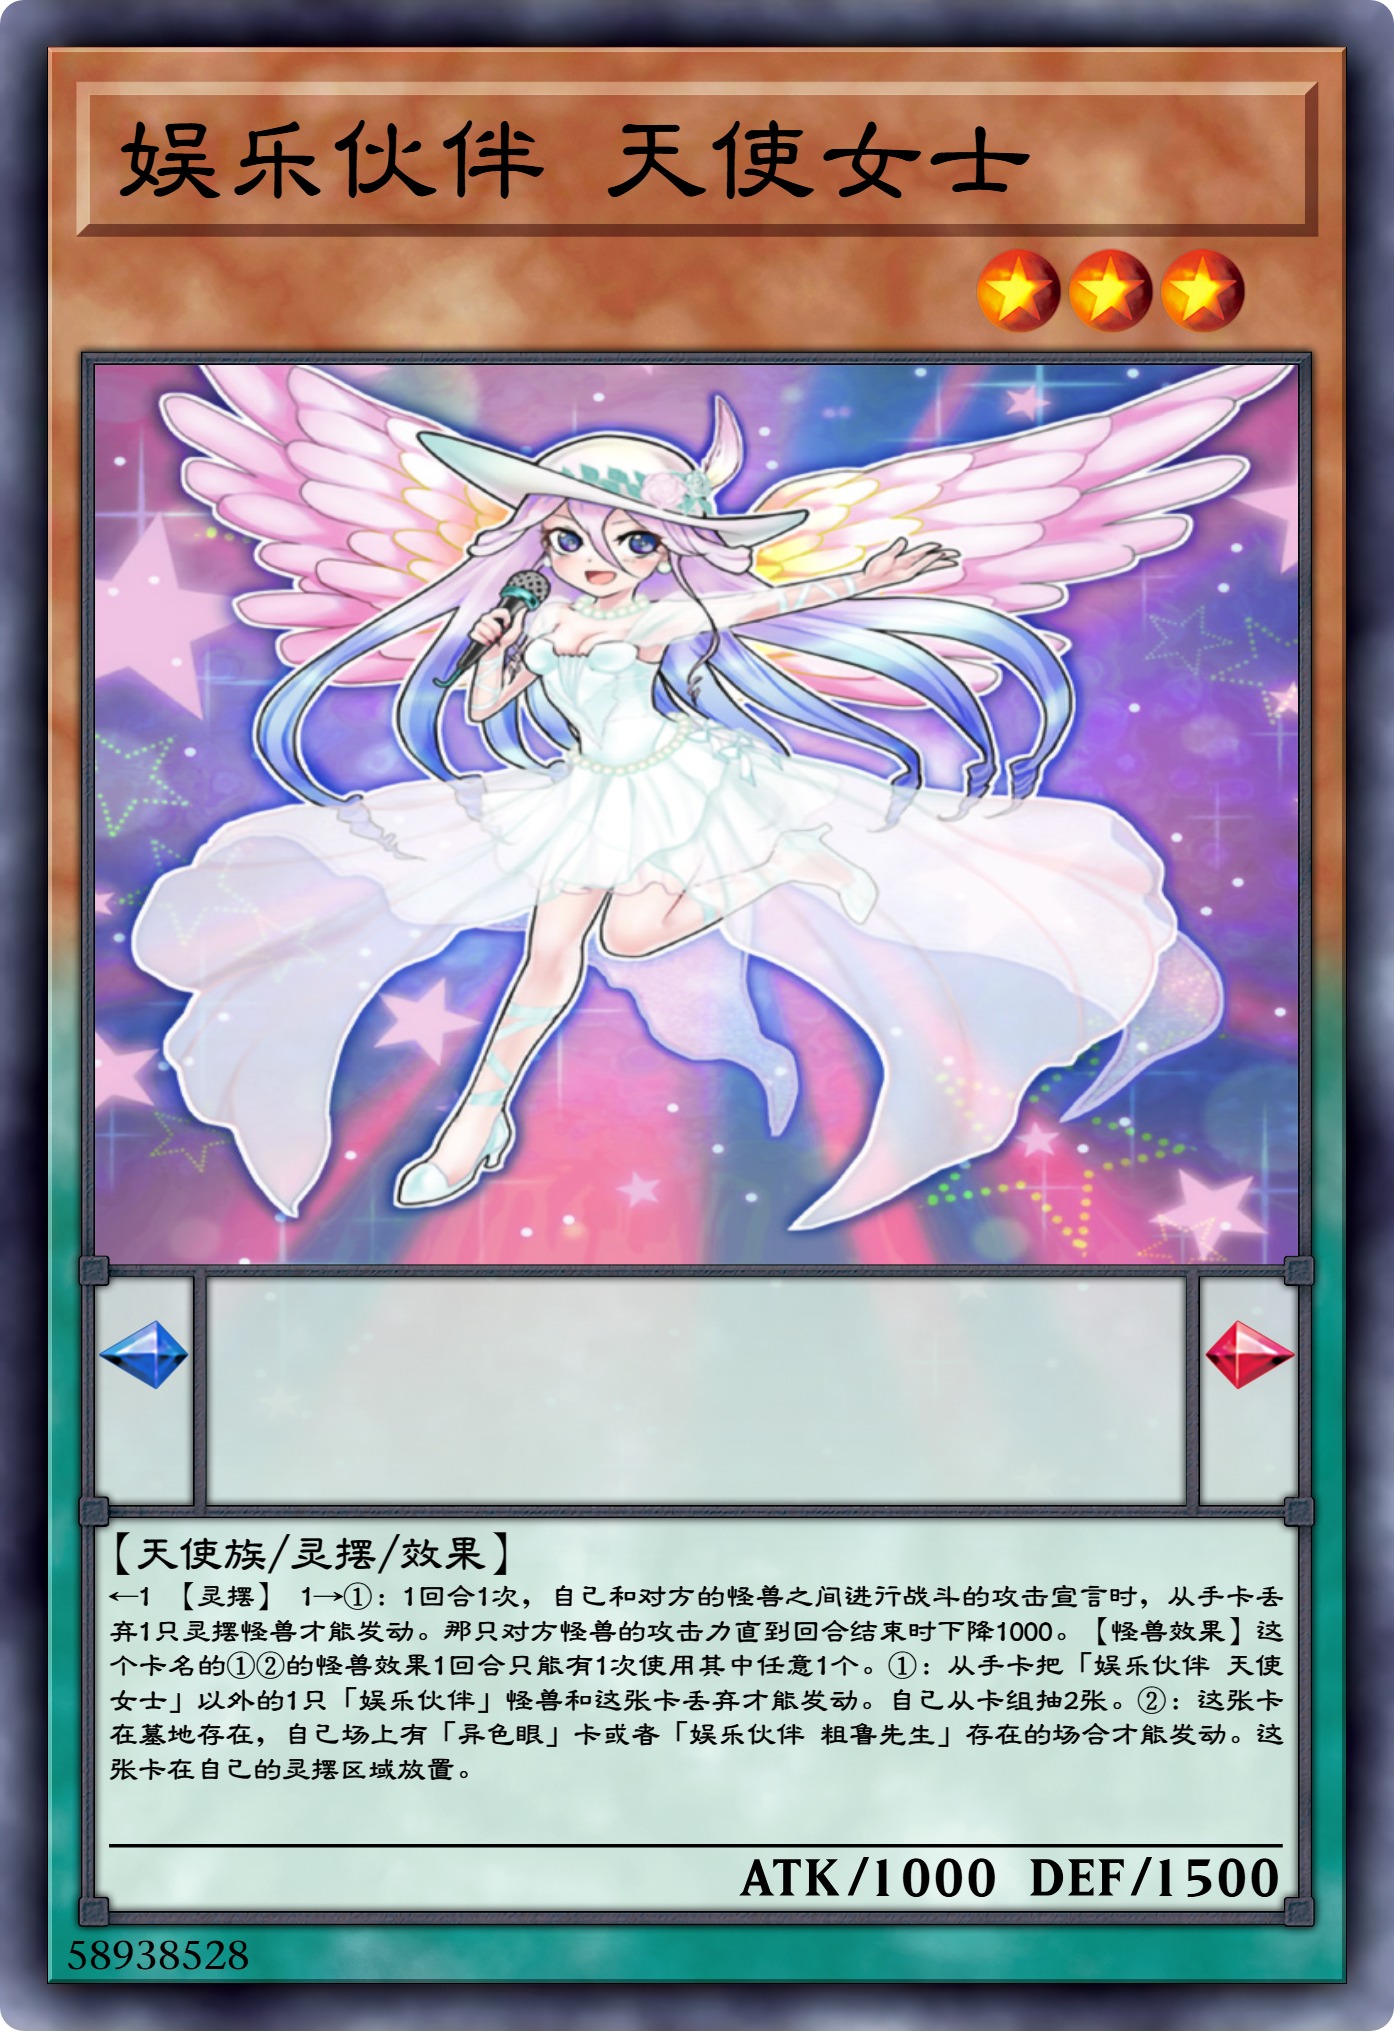 娱乐伙伴 天使女士
【天使族/灵摆/效果】
←1 【灵摆】 1→①：1回合1次，自己和对方的怪兽之间进行战斗的攻击宣言时，从手卡丢
弃1只灵摆怪兽才能发动。那只对方怪兽的攻击力直到回合结束时下降1000。【怪兽效果】这
个卡名的①②的怪兽效果1回合只能有1次使用其中任意1个。①：从手卡把「娱乐伙伴 天使
女士」以外的1只「娱乐伙伴」怪兽和这张卡丢弃才能发动。自己从卡组抽2张。②：这张卡
在墓地存在，自己场上有「异色眼」卡或者「娱乐伙伴 粗鲁先生」存在的场合才能发动。这
张卡在自己的灵摆区域放置。
ATK/1000 DEF/1500
58938528